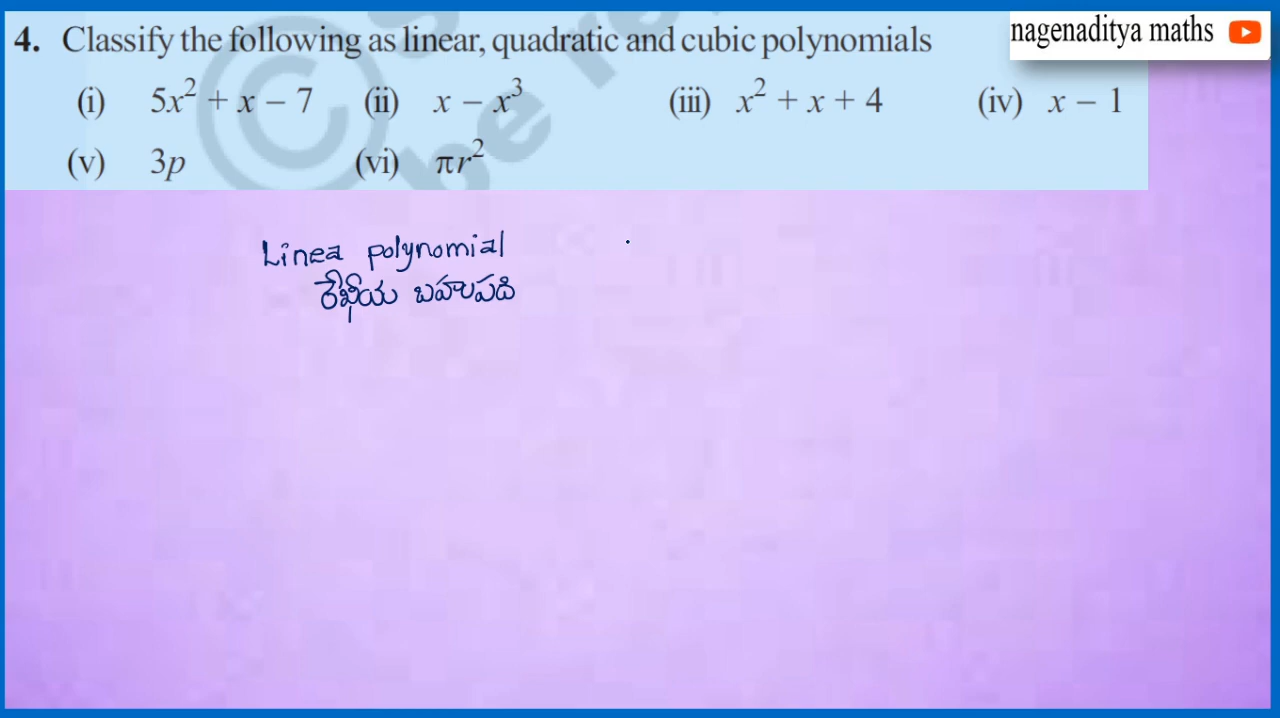 4. Classify the following as linear, quadratic and cubic polynomials
nagenaditya maths
(i) 5x² + x − 7 (ii) x − x³ (iii) x² + x + 4 (iv) x − 1
(v) 3p (vi) πr²
Linea polynomial
రేఖీయ బహుపది